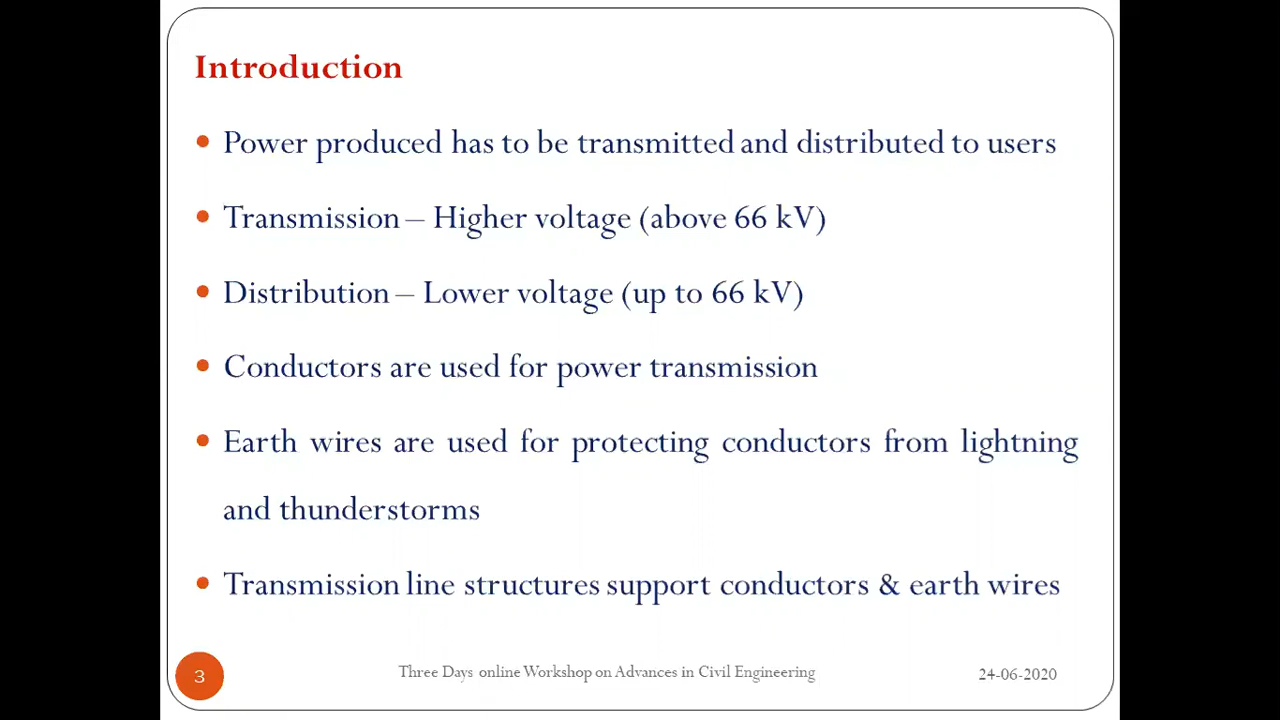 Introduction
• Power produced has to be transmitted and distributed to users
• Transmission – Higher voltage (above 66 kV)
• Distribution – Lower voltage (up to 66 kV)
• Conductors are used for power transmission
• Earth wires are used for protecting conductors from lightning
and thunderstorms
• Transmission line structures support conductors & earth wires
3
Three Days online Workshop on Advances in Civil Engineering
24-06-2020